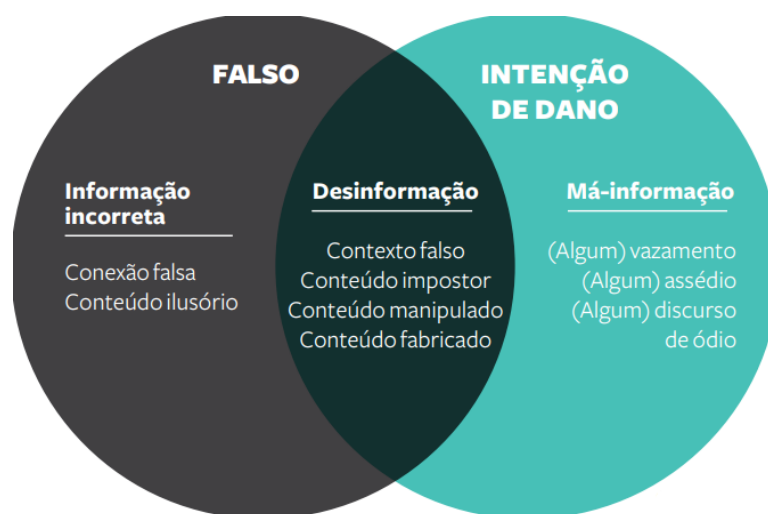 FALSO
INTENÇÃO
DE DANO
Informação
incorreta
Conexão falsa
Conteúdo ilusório
Desinformação
Contexto falso
Conteúdo impostor
Conteúdo manipulado
Conteúdo fabricado
Má-informação
(Algum) vazamento
(Algum) assédio
(Algum) discurso
de ódio